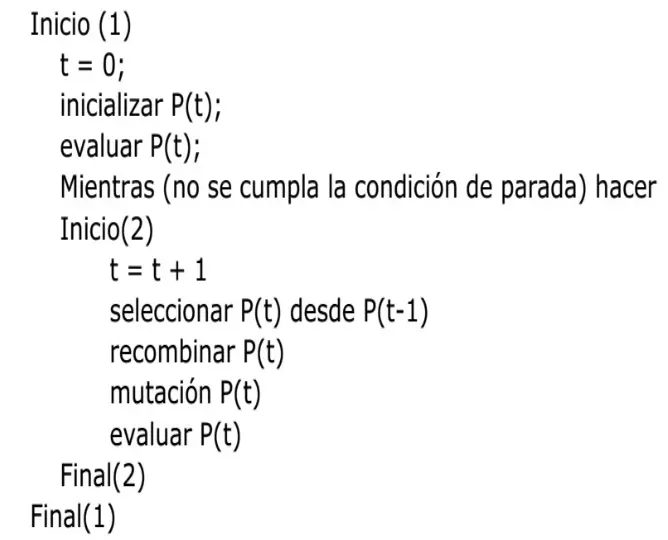 Inicio (1)
t = 0;
inicializar P(t);
evaluar P(t);
Mientras (no se cumpla la condición de parada) hacer
Inicio(2)
t = t + 1
seleccionar P(t) desde P(t-1)
recombinar P(t)
mutación P(t)
evaluar P(t)
Final(2)
Final(1)